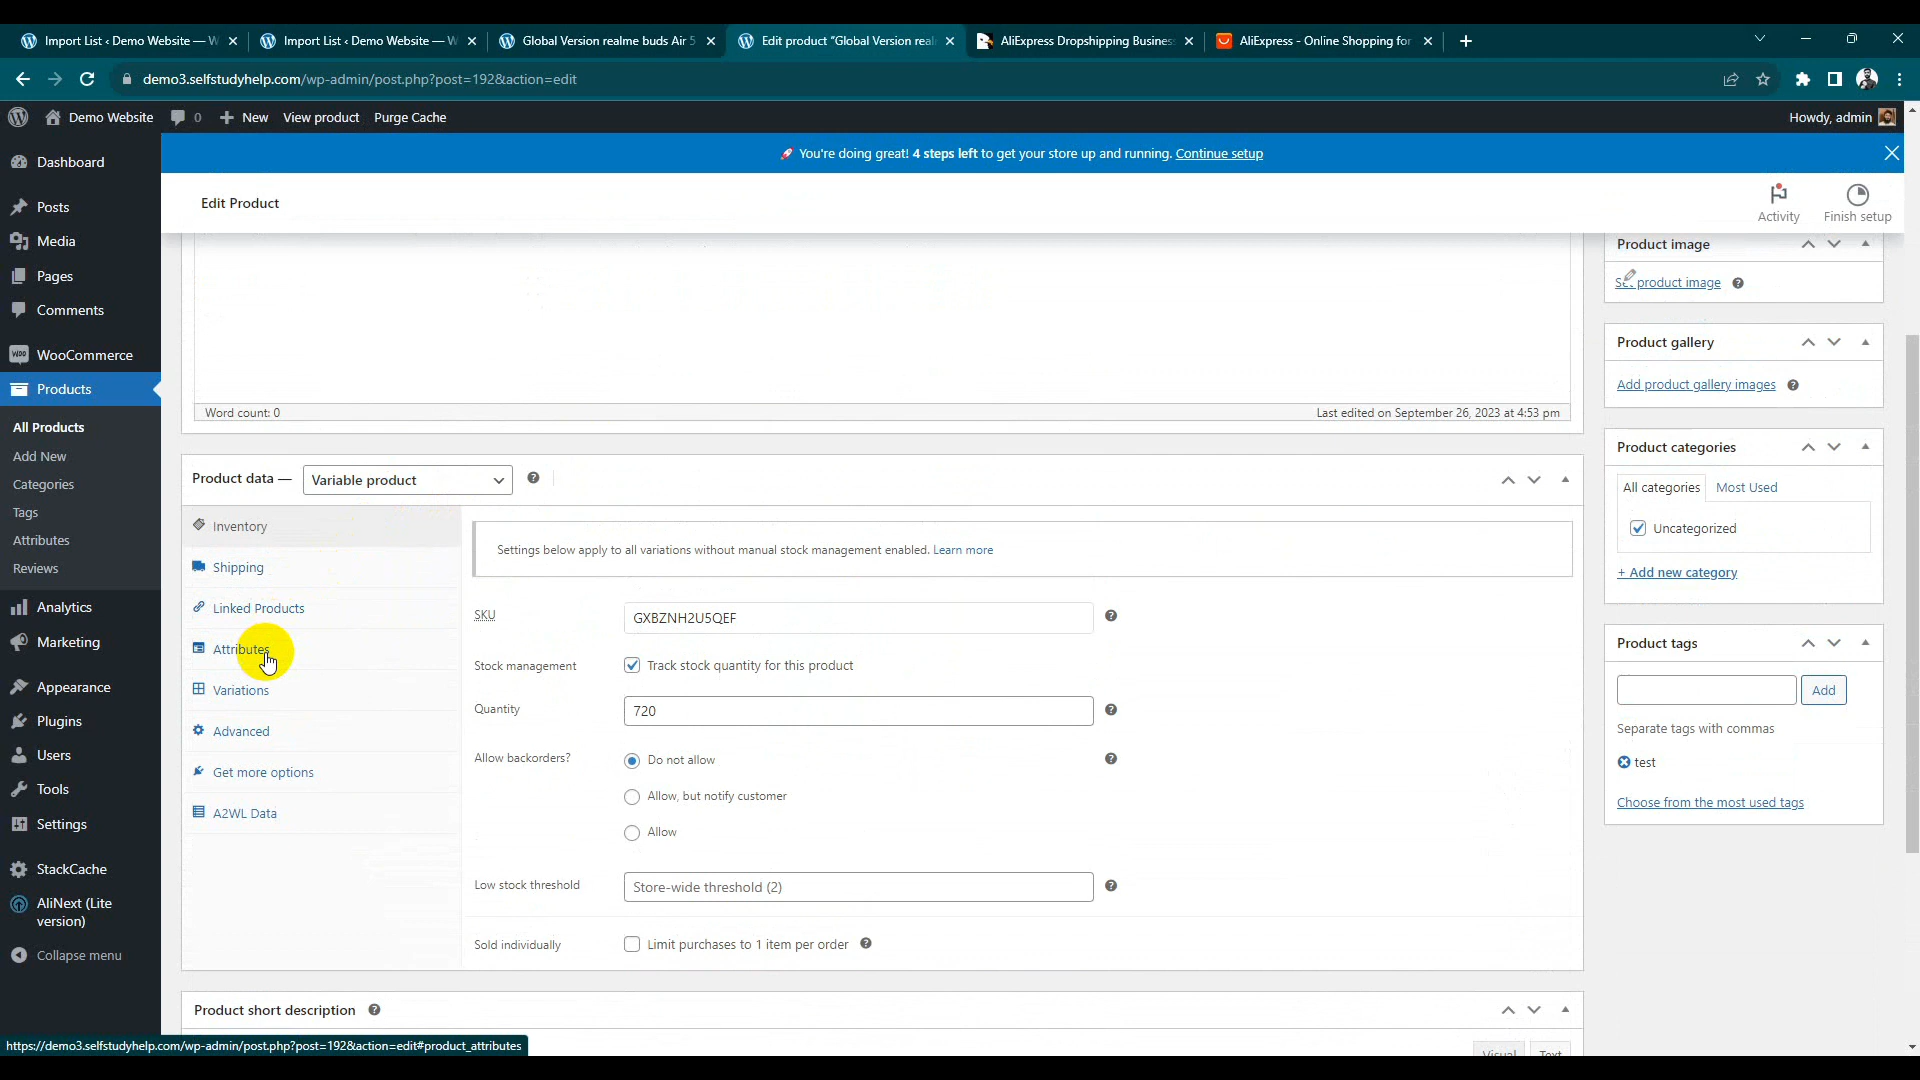 Import List ‹ Demo Website — W
Import List ‹ Demo Website — W
Global Version realme buds Air 5
Edit product "Global Version real
AliExpress Dropshipping Business
AliExpress - Online Shopping for
demo3.selfstudyhelp.com/wp-admin/post.php?post=192&action=edit
Demo Website
0
New
View product
Purge Cache
Howdy, admin
You're doing great! 4 steps left to get your store up and running. Continue setup
Edit Product
Activity
Finish setup
Dashboard
Posts
Media
Pages
Comments
WooCommerce
Products
All Products
Add New
Categories
Tags
Attributes
Reviews
Analytics
Marketing
Appearance
Plugins
Users
Tools
Settings
StackCache
AliNext (Lite
version)
Collapse menu
Word count: 0
Last edited on September 26, 2023 at 4:53 pm
Product data —
Variable product
Inventory
Shipping
Linked Products
Attributes
Variations
Advanced
Get more options
A2WL Data
Settings below apply to all variations without manual stock management enabled. Learn more
SKU
GXBZNH2U5QEF
Stock management
Track stock quantity for this product
Quantity
720
Allow backorders?
Do not allow
Allow, but notify customer
Allow
Low stock threshold
Store-wide threshold (2)
Sold individually
Limit purchases to 1 item per order
Product short description
Visual
Text
Product image
Set product image
Product gallery
Add product gallery images
Product categories
All categories
Most Used
Uncategorized
+ Add new category
Product tags
Add
Separate tags with commas
test
Choose from the most used tags
https://demo3.selfstudyhelp.com/wp-admin/post.php?post=192&action=edit#product_attributes